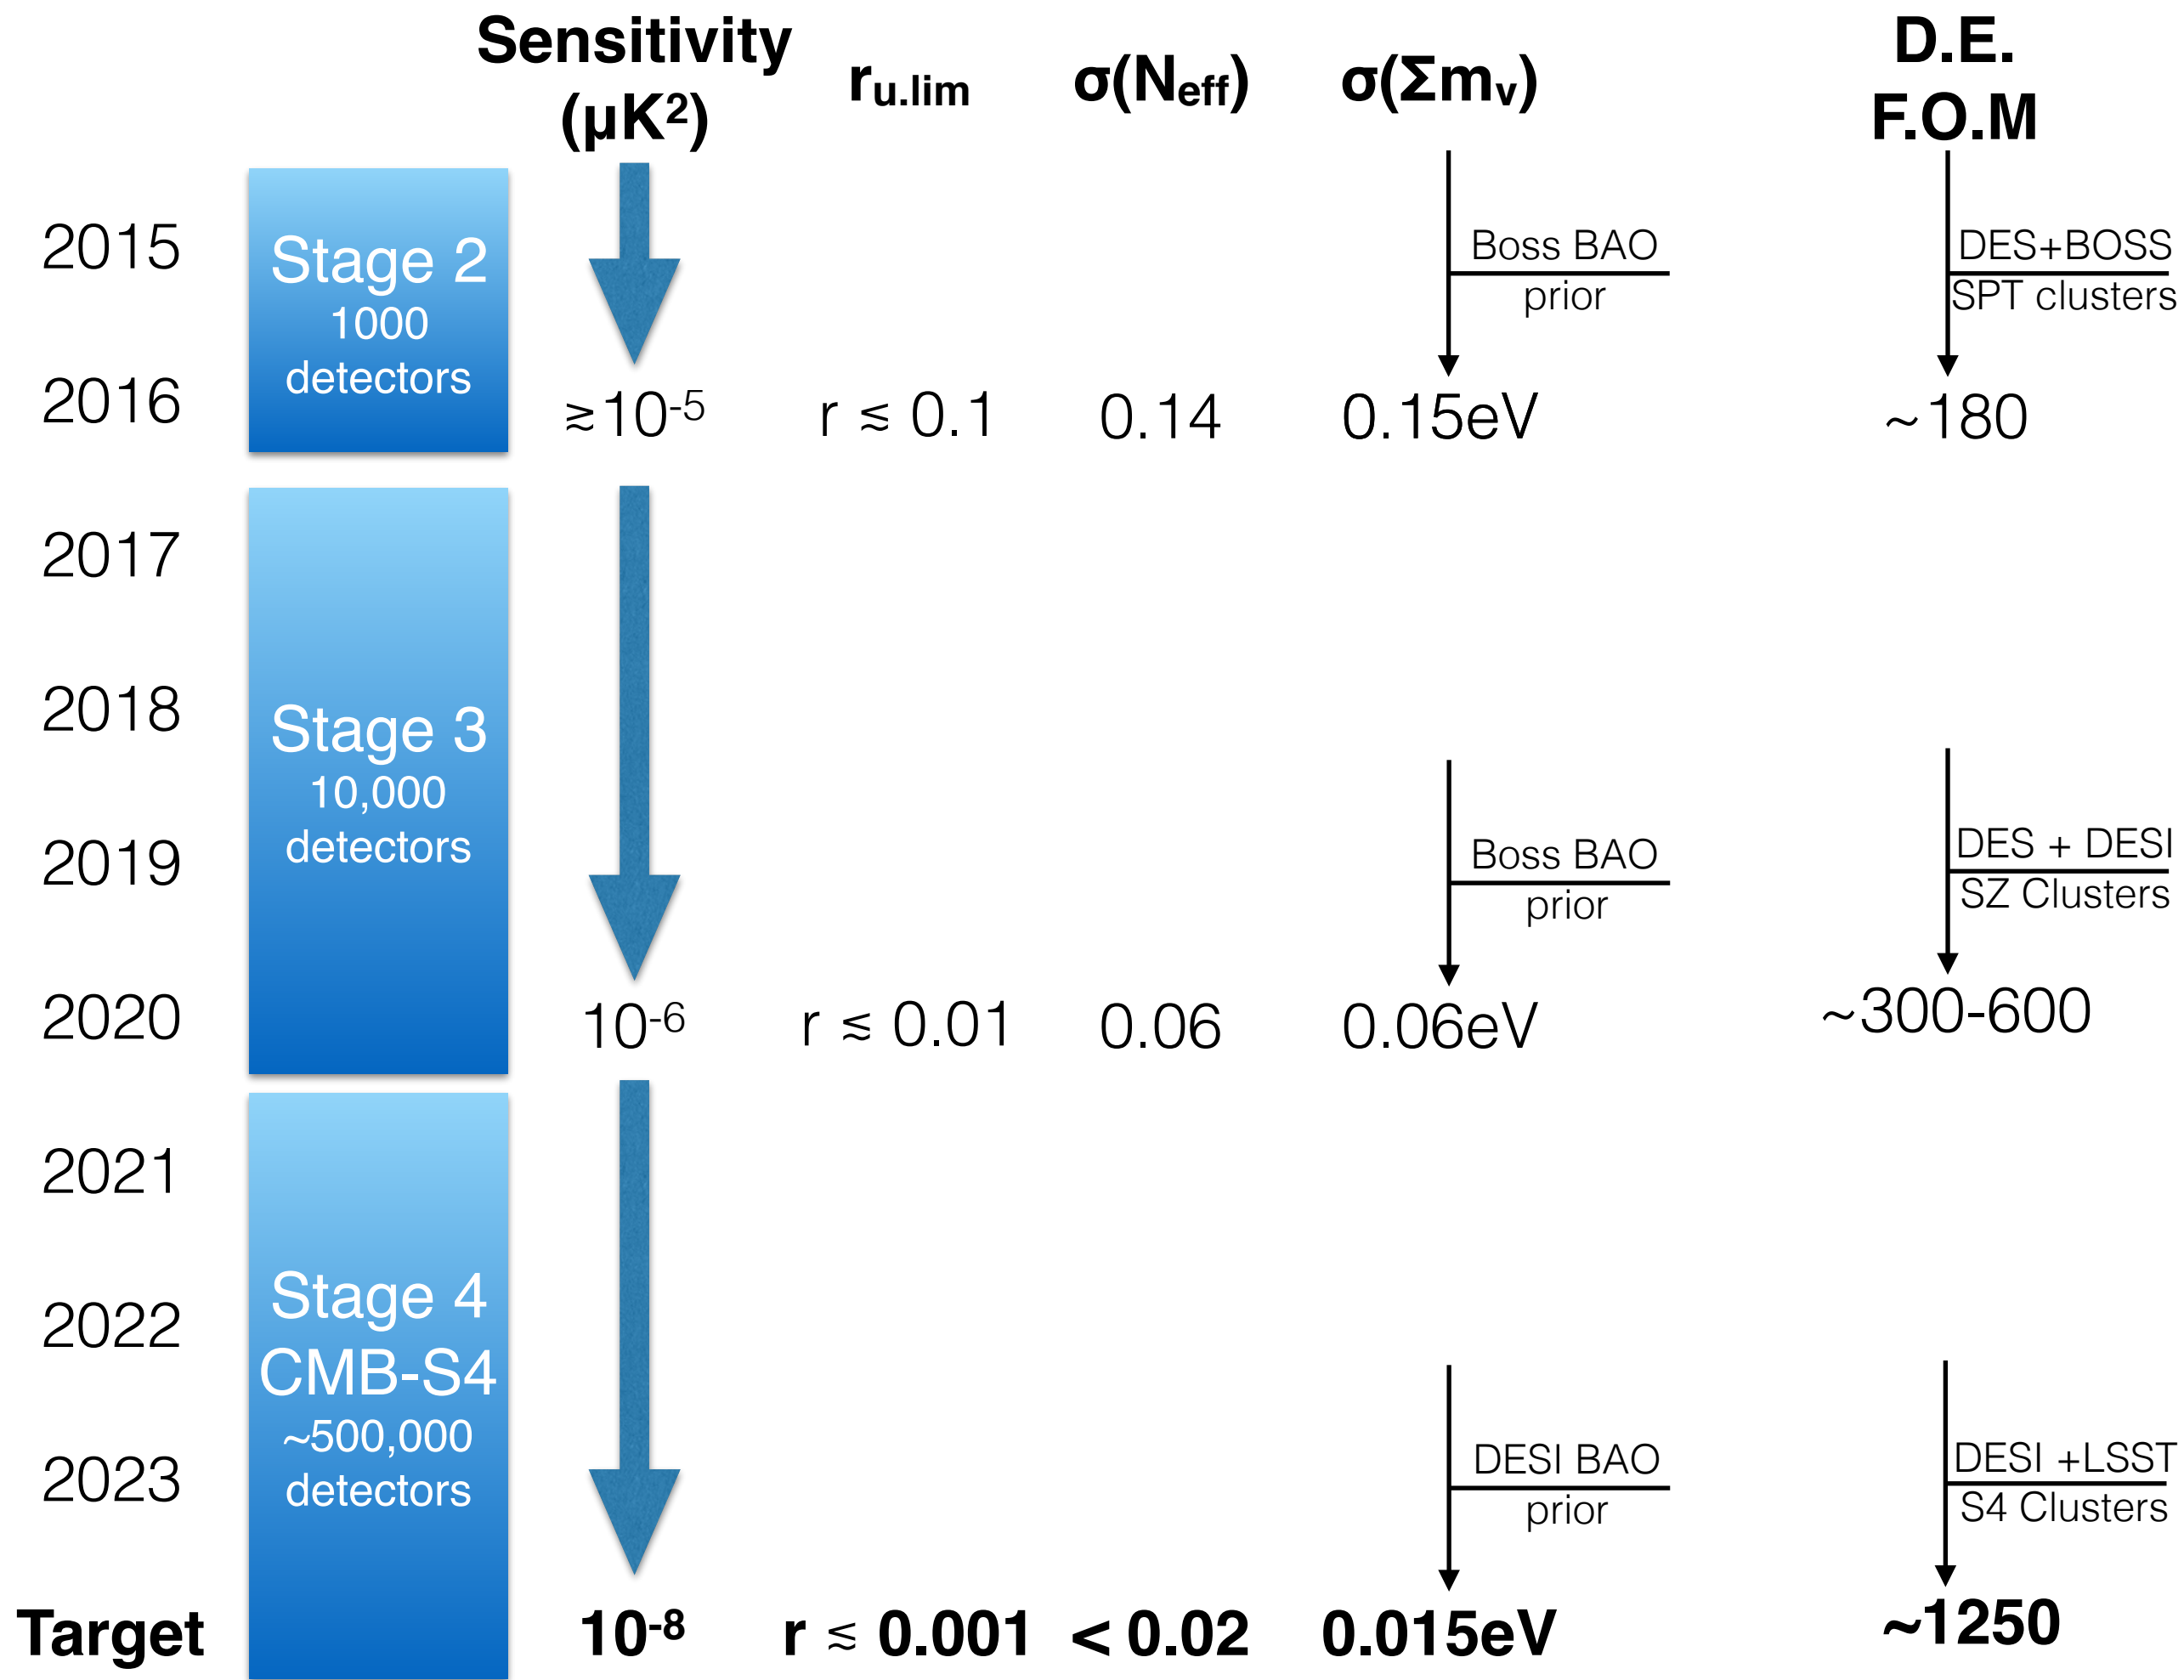 Sensitivity
(μK²)
r_u.lim
σ(N_eff)
σ(Σm_ν)
D.E.
F.O.M
2015
Stage 2
1000
detectors
Boss BAO
prior
DES+BOSS
SPT clusters
2016
≳10⁻⁵
r ≲ 0.1
0.14
0.15eV
~180
2017
2018
Stage 3
10,000
detectors
2019
Boss BAO
prior
DES + DESI
SZ Clusters
2020
10⁻⁶
r ≲ 0.01
0.06
0.06eV
~300-600
2021
2022
Stage 4
CMB-S4
~500,000
detectors
2023
DESI BAO
prior
DESI +LSST
S4 Clusters
Target
10⁻⁸
r ≲ 0.001
< 0.02
0.015eV
~1250